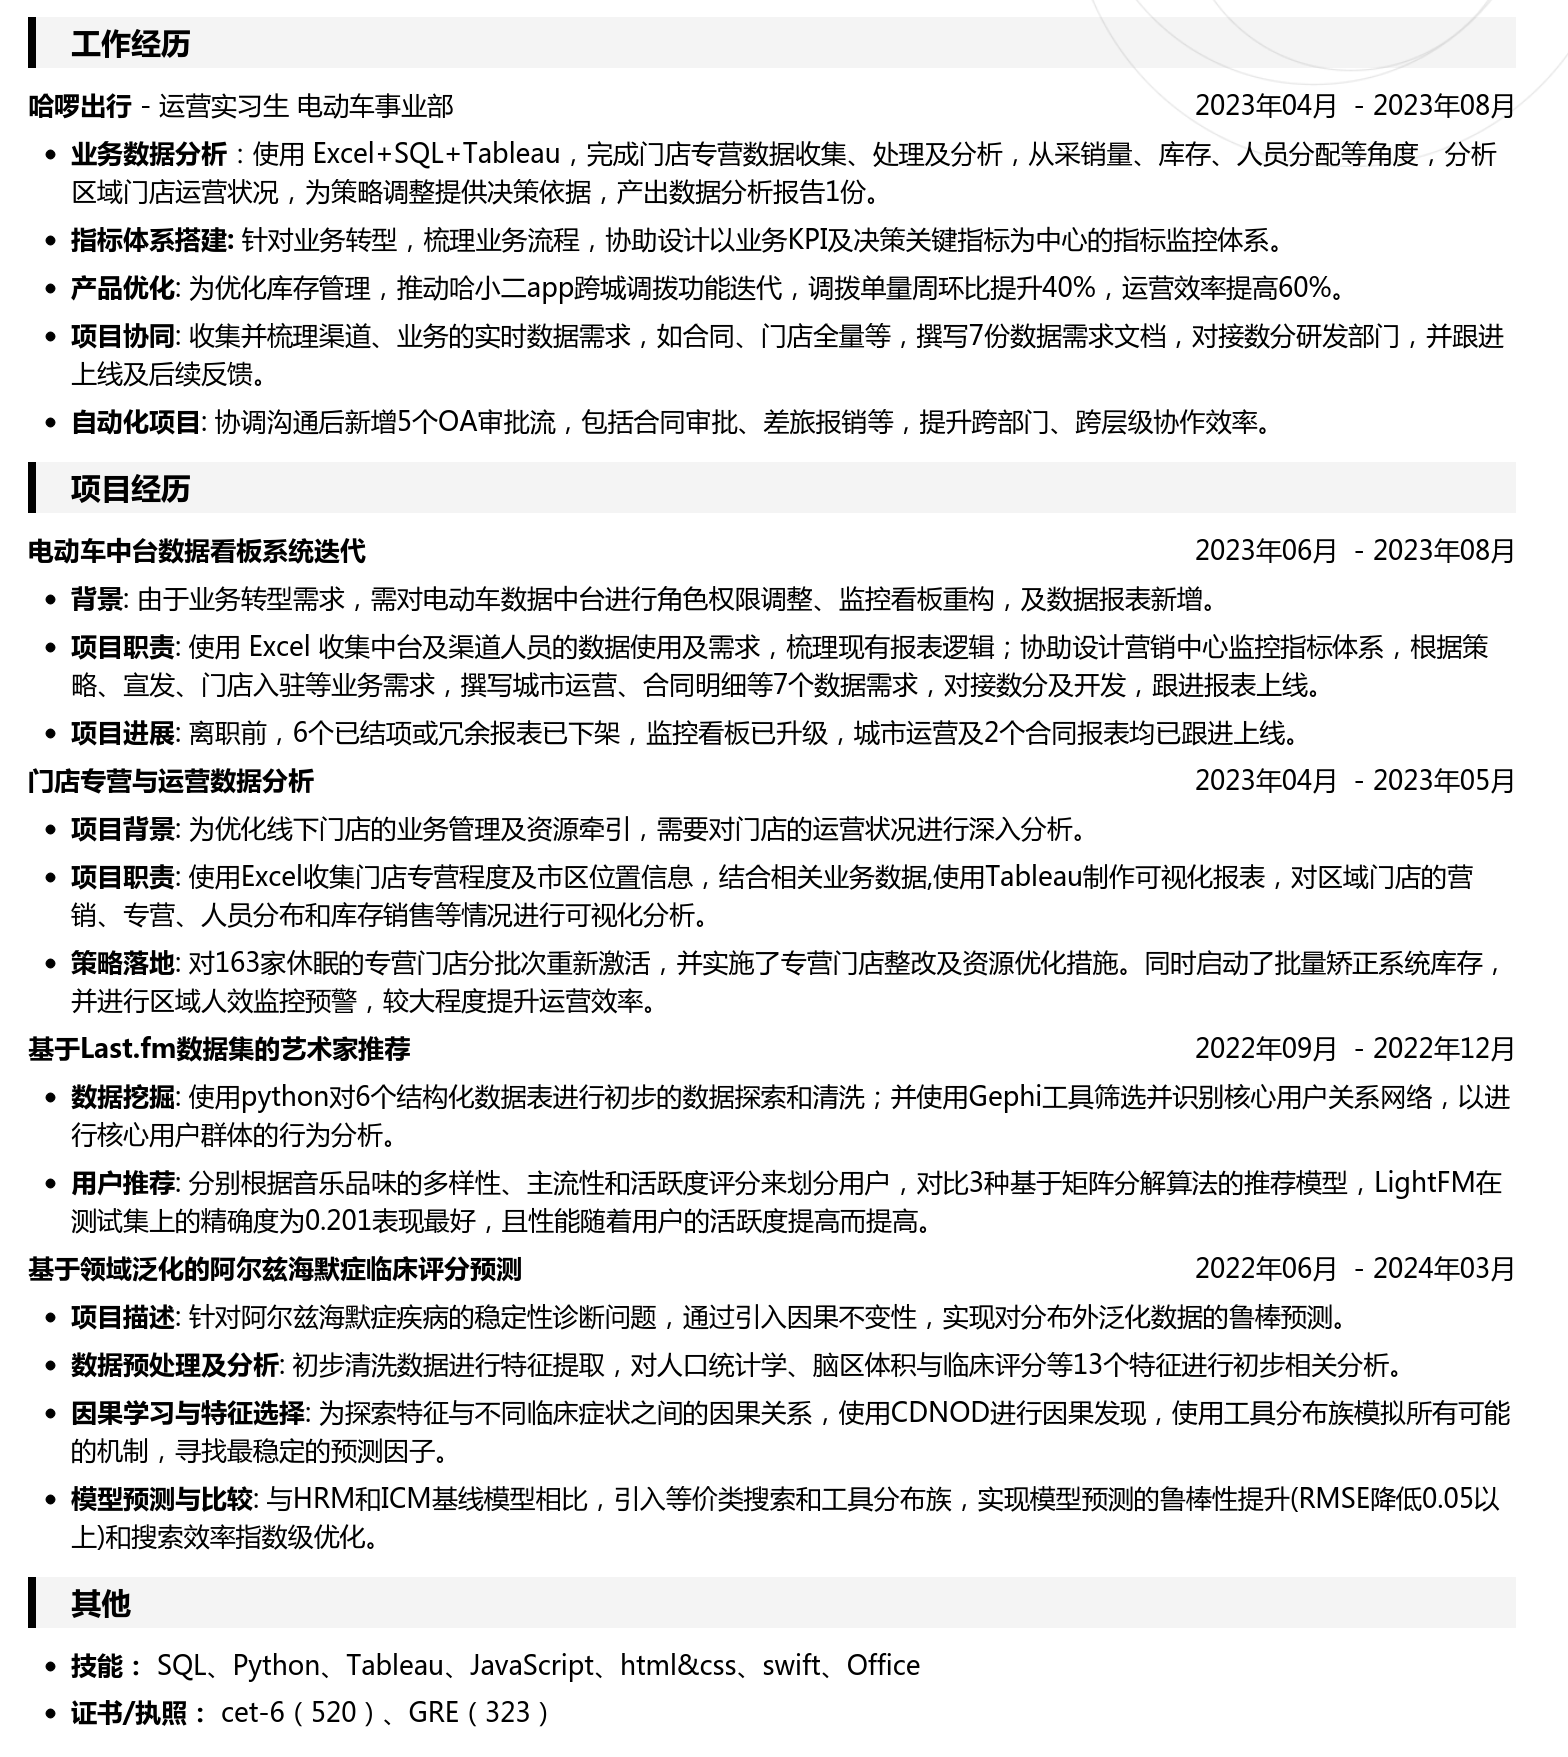 工作经历
哈啰出行 - 运营实习生 电动车事业部 2023年04月 - 2023年08月
• 业务数据分析：使用 Excel+SQL+Tableau，完成门店专营数据收集、处理及分析，从采销量、库存、人员分配等角度，分析
区域门店运营状况，为策略调整提供决策依据，产出数据分析报告1份。
• 指标体系搭建: 针对业务转型，梳理业务流程，协助设计以业务KPI及决策关键指标为中心的指标监控体系。
• 产品优化: 为优化库存管理，推动哈小二app跨城调拨功能迭代，调拨单量周环比提升40%，运营效率提高60%。
• 项目协同: 收集并梳理渠道、业务的实时数据需求，如合同、门店全量等，撰写7份数据需求文档，对接数分研发部门，并跟进
上线及后续反馈。
• 自动化项目: 协调沟通后新增5个OA审批流，包括合同审批、差旅报销等，提升跨部门、跨层级协作效率。
项目经历
电动车中台数据看板系统迭代 2023年06月 - 2023年08月
• 背景: 由于业务转型需求，需对电动车数据中台进行角色权限调整、监控看板重构，及数据报表新增。
• 项目职责: 使用 Excel 收集中台及渠道人员的数据使用及需求，梳理现有报表逻辑；协助设计营销中心监控指标体系，根据策
略、宣发、门店入驻等业务需求，撰写城市运营、合同明细等7个数据需求，对接数分及开发，跟进报表上线。
• 项目进展: 离职前，6个已结项或冗余报表已下架，监控看板已升级，城市运营及2个合同报表均已跟进上线。
门店专营与运营数据分析 2023年04月 - 2023年05月
• 项目背景: 为优化线下门店的业务管理及资源牵引，需要对门店的运营状况进行深入分析。
• 项目职责: 使用Excel收集门店专营程度及市区位置信息，结合相关业务数据,使用Tableau制作可视化报表，对区域门店的营
销、专营、人员分布和库存销售等情况进行可视化分析。
• 策略落地: 对163家休眠的专营门店分批次重新激活，并实施了专营门店整改及资源优化措施。同时启动了批量矫正系统库存，
并进行区域人效监控预警，较大程度提升运营效率。
基于Last.fm数据集的艺术家推荐 2022年09月 - 2022年12月
• 数据挖掘: 使用python对6个结构化数据表进行初步的数据探索和清洗；并使用Gephi工具筛选并识别核心用户关系网络，以进
行核心用户群体的行为分析。
• 用户推荐: 分别根据音乐品味的多样性、主流性和活跃度评分来划分用户，对比3种基于矩阵分解算法的推荐模型，LightFM在
测试集上的精确度为0.201表现最好，且性能随着用户的活跃度提高而提高。
基于领域泛化的阿尔兹海默症临床评分预测 2022年06月 - 2024年03月
• 项目描述: 针对阿尔兹海默症疾病的稳定性诊断问题，通过引入因果不变性，实现对分布外泛化数据的鲁棒预测。
• 数据预处理及分析: 初步清洗数据进行特征提取，对人口统计学、脑区体积与临床评分等13个特征进行初步相关分析。
• 因果学习与特征选择: 为探索特征与不同临床症状之间的因果关系，使用CDNOD进行因果发现，使用工具分布族模拟所有可能
的机制，寻找最稳定的预测因子。
• 模型预测与比较: 与HRM和ICM基线模型相比，引入等价类搜索和工具分布族，实现模型预测的鲁棒性提升(RMSE降低0.05以
上)和搜索效率指数级优化。
其他
• 技能： SQL、Python、Tableau、JavaScript、html&css、swift、Office
• 证书/执照： cet-6（520）、GRE（323）